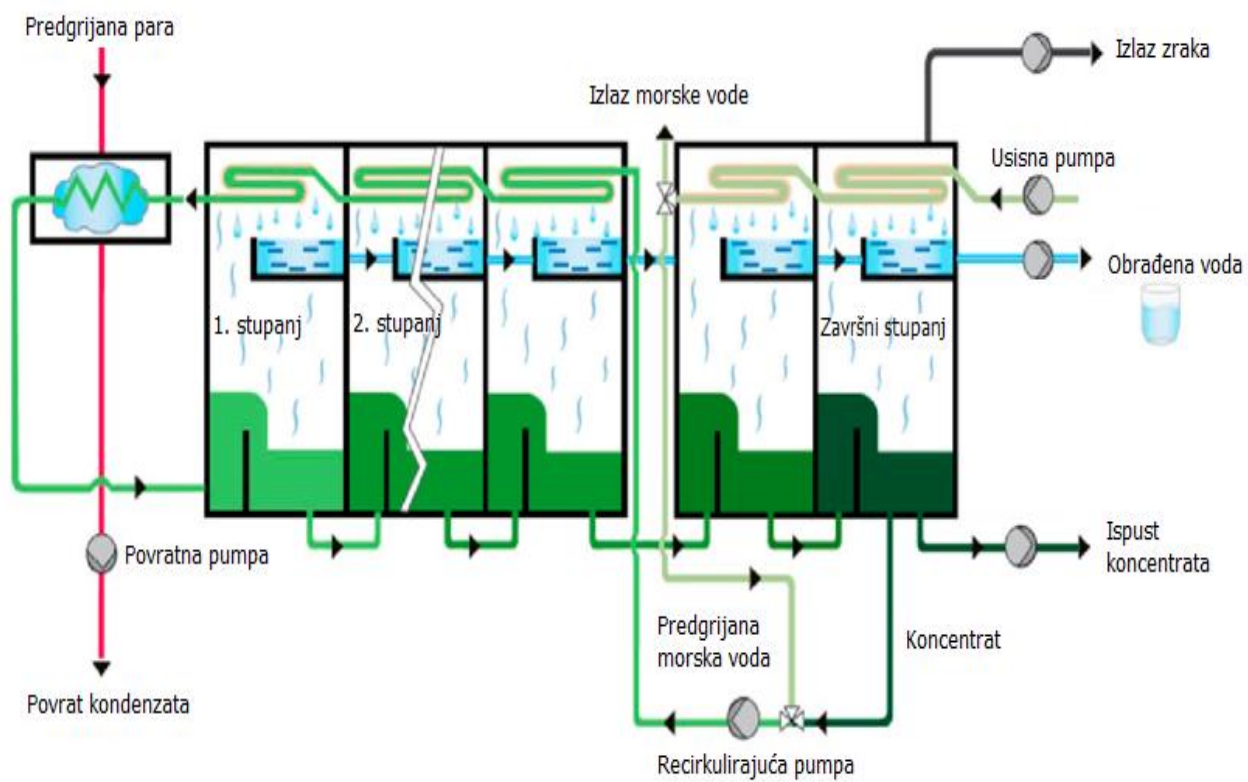 Predgrijana para
Izlaz zraka
Izlaz morske vode
Usisna pumpa
Obrađena voda
1. stupanj
2. stupanj
Završni stupanj
Povratna pumpa
Ispust
koncentrata
Predgrijana
morska voda
Koncentrat
Povrat kondenzata
Recirkulirajuća pumpa